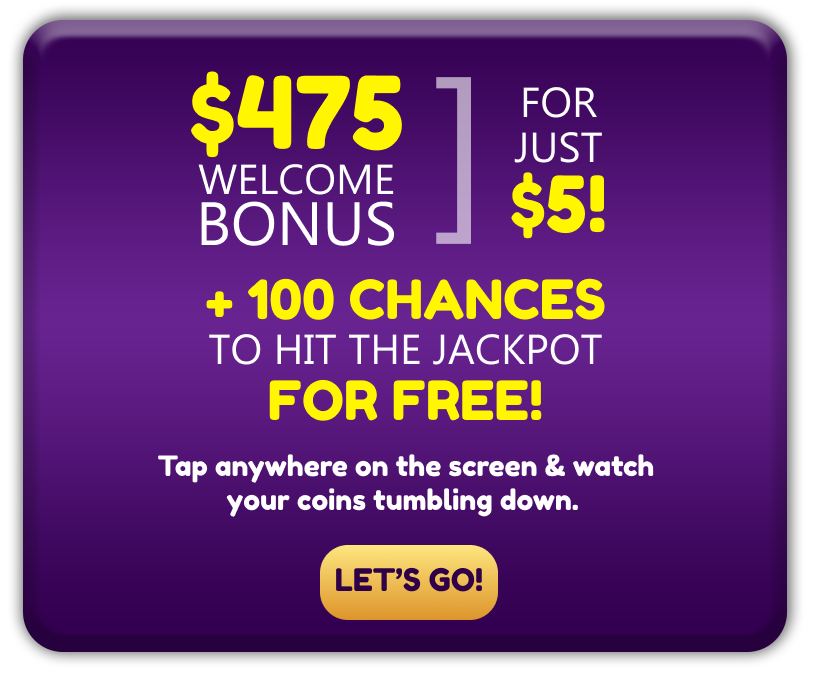 $475
WELCOME
BONUS
FOR
JUST
$5!
+ 100 CHANCES
TO HIT THE JACKPOT
FOR FREE!
Tap anywhere on the screen & watch
your coins tumbling down.
LET'S GO!